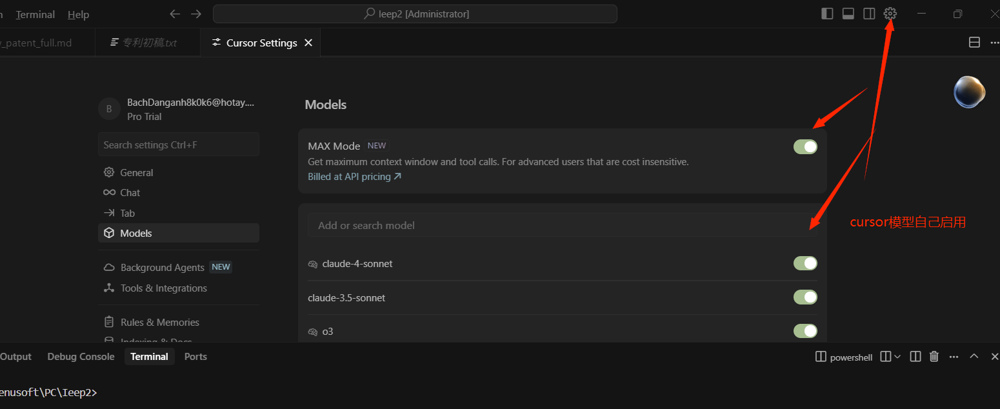 Terminal Help
Ieep2 [Administrator]
_patent_full.md
专利初稿.txt
Cursor Settings
B
BachDanganh8k0k6@hotay....
Pro Trial
Search settings Ctrl+F
General
Chat
Tab
Models
Background Agents NEW
Tools & Integrations
Rules & Memories
Indexing & Docs
Models
MAX Mode NEW
Get maximum context window and tool calls. For advanced users that are cost insensitive.
Billed at API pricing
Add or search model
claude-4-sonnet
claude-3.5-sonnet
o3
cursor模型自己启用
Output Debug Console Terminal Ports
powershell
enusoft\PC\Ieep2>